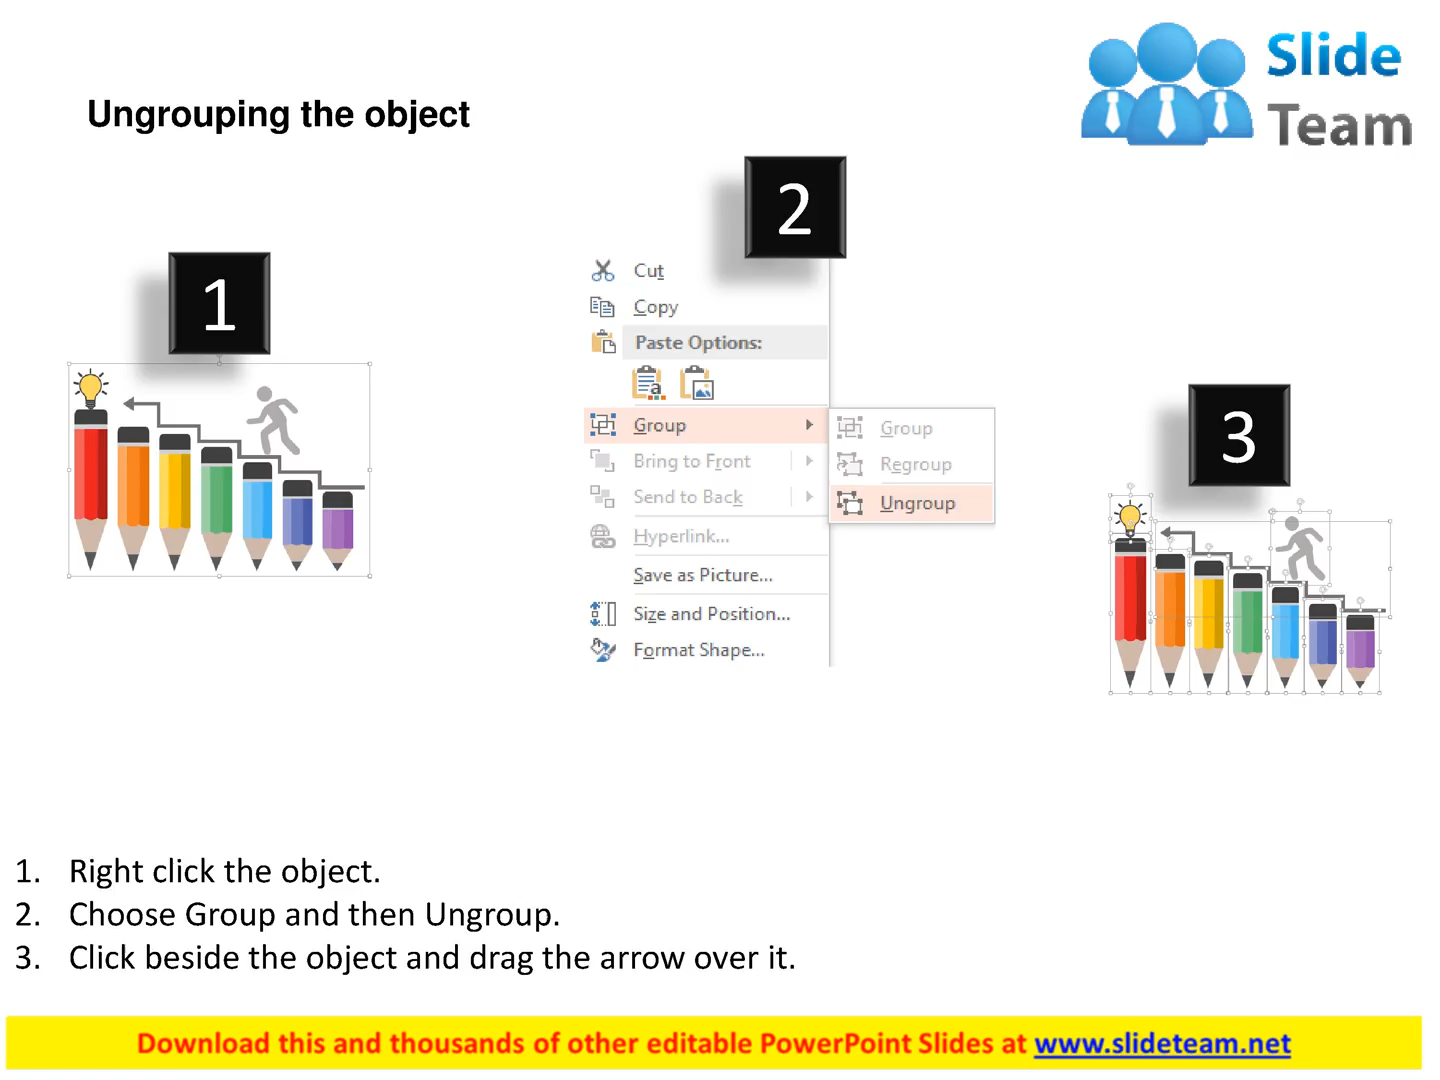 Slide
Team
Ungrouping the object
1
2
3
Cut
Copy
Paste Options:
Group
Bring to Front
Send to Back
Hyperlink...
Save as Picture...
Size and Position...
Format Shape...
Group
Regroup
Ungroup
1. Right click the object.
2. Choose Group and then Ungroup.
3. Click beside the object and drag the arrow over it.
Download this and thousands of other editable PowerPoint Slides at www.slideteam.net